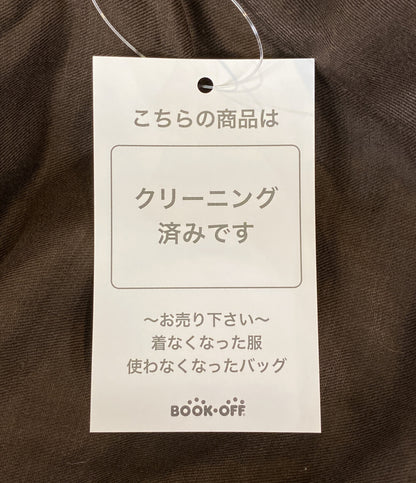 こちらの商品は
クリーニング
済みです
〜お売り下さい〜
着なくなった服
使わなくなったバッグ
BOOK・OFF